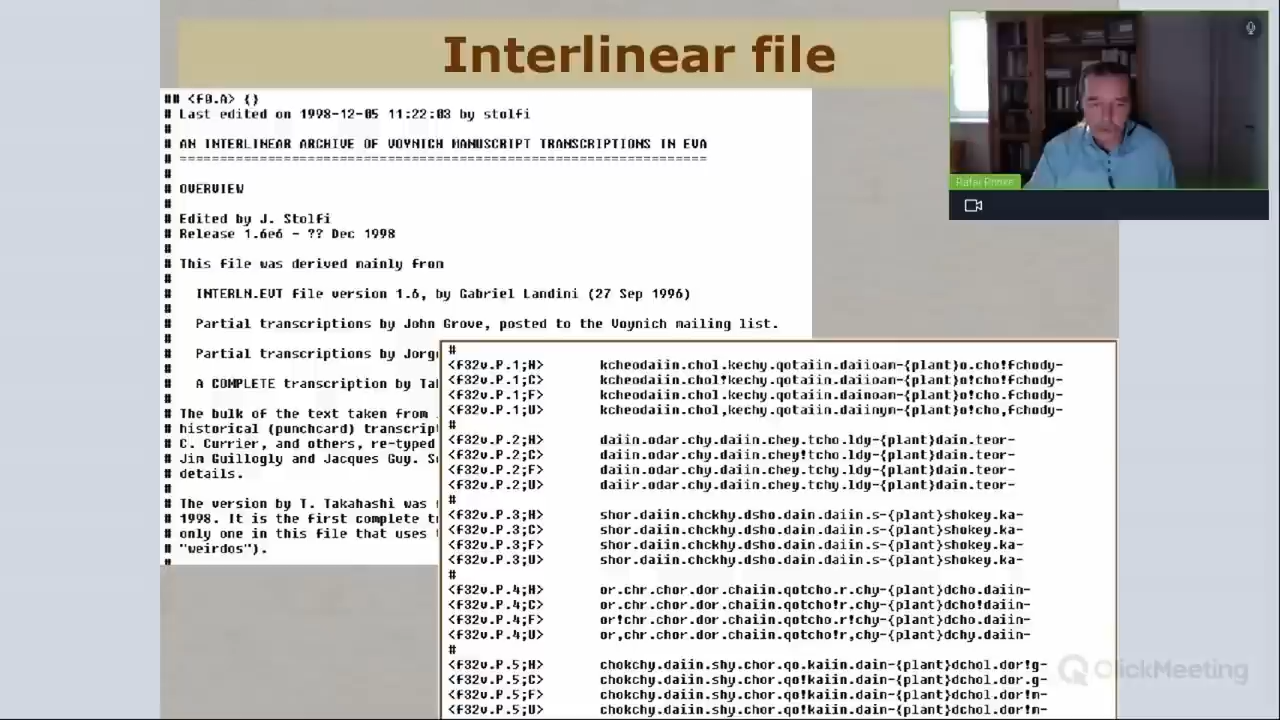 Interlinear file
## <f0.A> {}
# Last edited on 1998-12-05 11:22:03 by stolfi
#
# AN INTERLINEAR ARCHIVE OF VOYNICH MANUSCRIPT TRANSCRIPTIONS IN EVA
# ==================================================================
#
# OVERVIEW
#
# Edited by J. Stolfi
# Release 1.6e6 - ?? Dec 1998
#
# This file was derived mainly from
#
# INTERLN.EVT file version 1.6, by Gabriel Landini (27 Sep 1996)
#
# Partial transcriptions by John Grove, posted to the Voynich mailing list.
#
# Partial transcriptions by
#
# A COMPLETE transcription by
#
# The bulk of the text taken from
# historical (punchcard)
# C. Currier, and others, re-typed
# Jim Guillogly and Jacques Guy.
# details.
#
# The version by T. Takahashi was
# 1998. It is the first complete
# only one in this file that uses
# "weirdos").
#
#
<f32v.P.1;H> kcheodaiin.chol.kechy.qotaiin.daiioam-{plant}o.cho!fchody-
<f32v.P.1;C> kcheodaiin.chol!kechy.qotaiin.daiioam-{plant}o!cho.fchody-
<f32v.P.1;F> kcheodaiin.chol.kechy.qotaiin.dainoam-{plant}o!cho.fchody-
<f32v.P.1;U> kcheodaiin.chol,kechy.qotaiin.daiinym-{plant}o!cho,fchody-
#
<f32v.P.2;H> daiin.odar.chy.daiin.chey.tcho.ldy-{plant}dain.teor-
<f32v.P.2;C> daiin.odar.chy.daiin.chey!tcho.ldy-{plant}dain.teor-
<f32v.P.2;F> daiin.odar.chy.daiin.chey.tchy.ldy-{plant}dain.teor-
<f32v.P.2;U> daiir.odar.chy.daiin.chey.tchy.ldy-{plant}dain.teor-
#
<f32v.P.3;H> shor.daiin.chckhy.dsho.dain.daiin.s-{plant}shokey.ka-
<f32v.P.3;C> shor.daiin.chckhy.dsho.dain.daiin.s-{plant}shokey.ka-
<f32v.P.3;F> shor.daiin.chckhy.dsho.dain.daiin.s-{plant}shokey.ka-
<f32v.P.3;U> shor.daiin.chckhy.dsho.dain.daiin.s-{plant}shokey.ka-
#
<f32v.P.4;H> or.chr.chor.dor.chaiin.qotcho!r.chy-{plant}dcho.daiin-
<f32v.P.4;C> or.chr.chor.dor.chaiin.qotcho!r.chy-{plant}dcho!daiin-
<f32v.P.4;F> or!chr.chor.dor.chaiin.qotcho!r!chy-{plant}dcho.daiin-
<f32v.P.4;U> or,chr.chor.dor.chaiin.qotcho!r,chy-{plant}dchy.daiin-
#
<f32v.P.5;H> chokchy.daiin.shy.chor.qo.kaiin.dain-{plant}dchol.dor!g-
<f32v.P.5;C> chokchy.daiin.shy.chor.qo!kaiin.dain-{plant}dchol.dor.g-
<f32v.P.5;F> chokchy.daiin.shy.chor.qo!kaiin.dain-{plant}dchol.dor!m-
<f32v.P.5;U> chokchy.daiin.shy.chor.qo!kaiin.dain-{plant}dchol.dor!m-
ClickMeeting